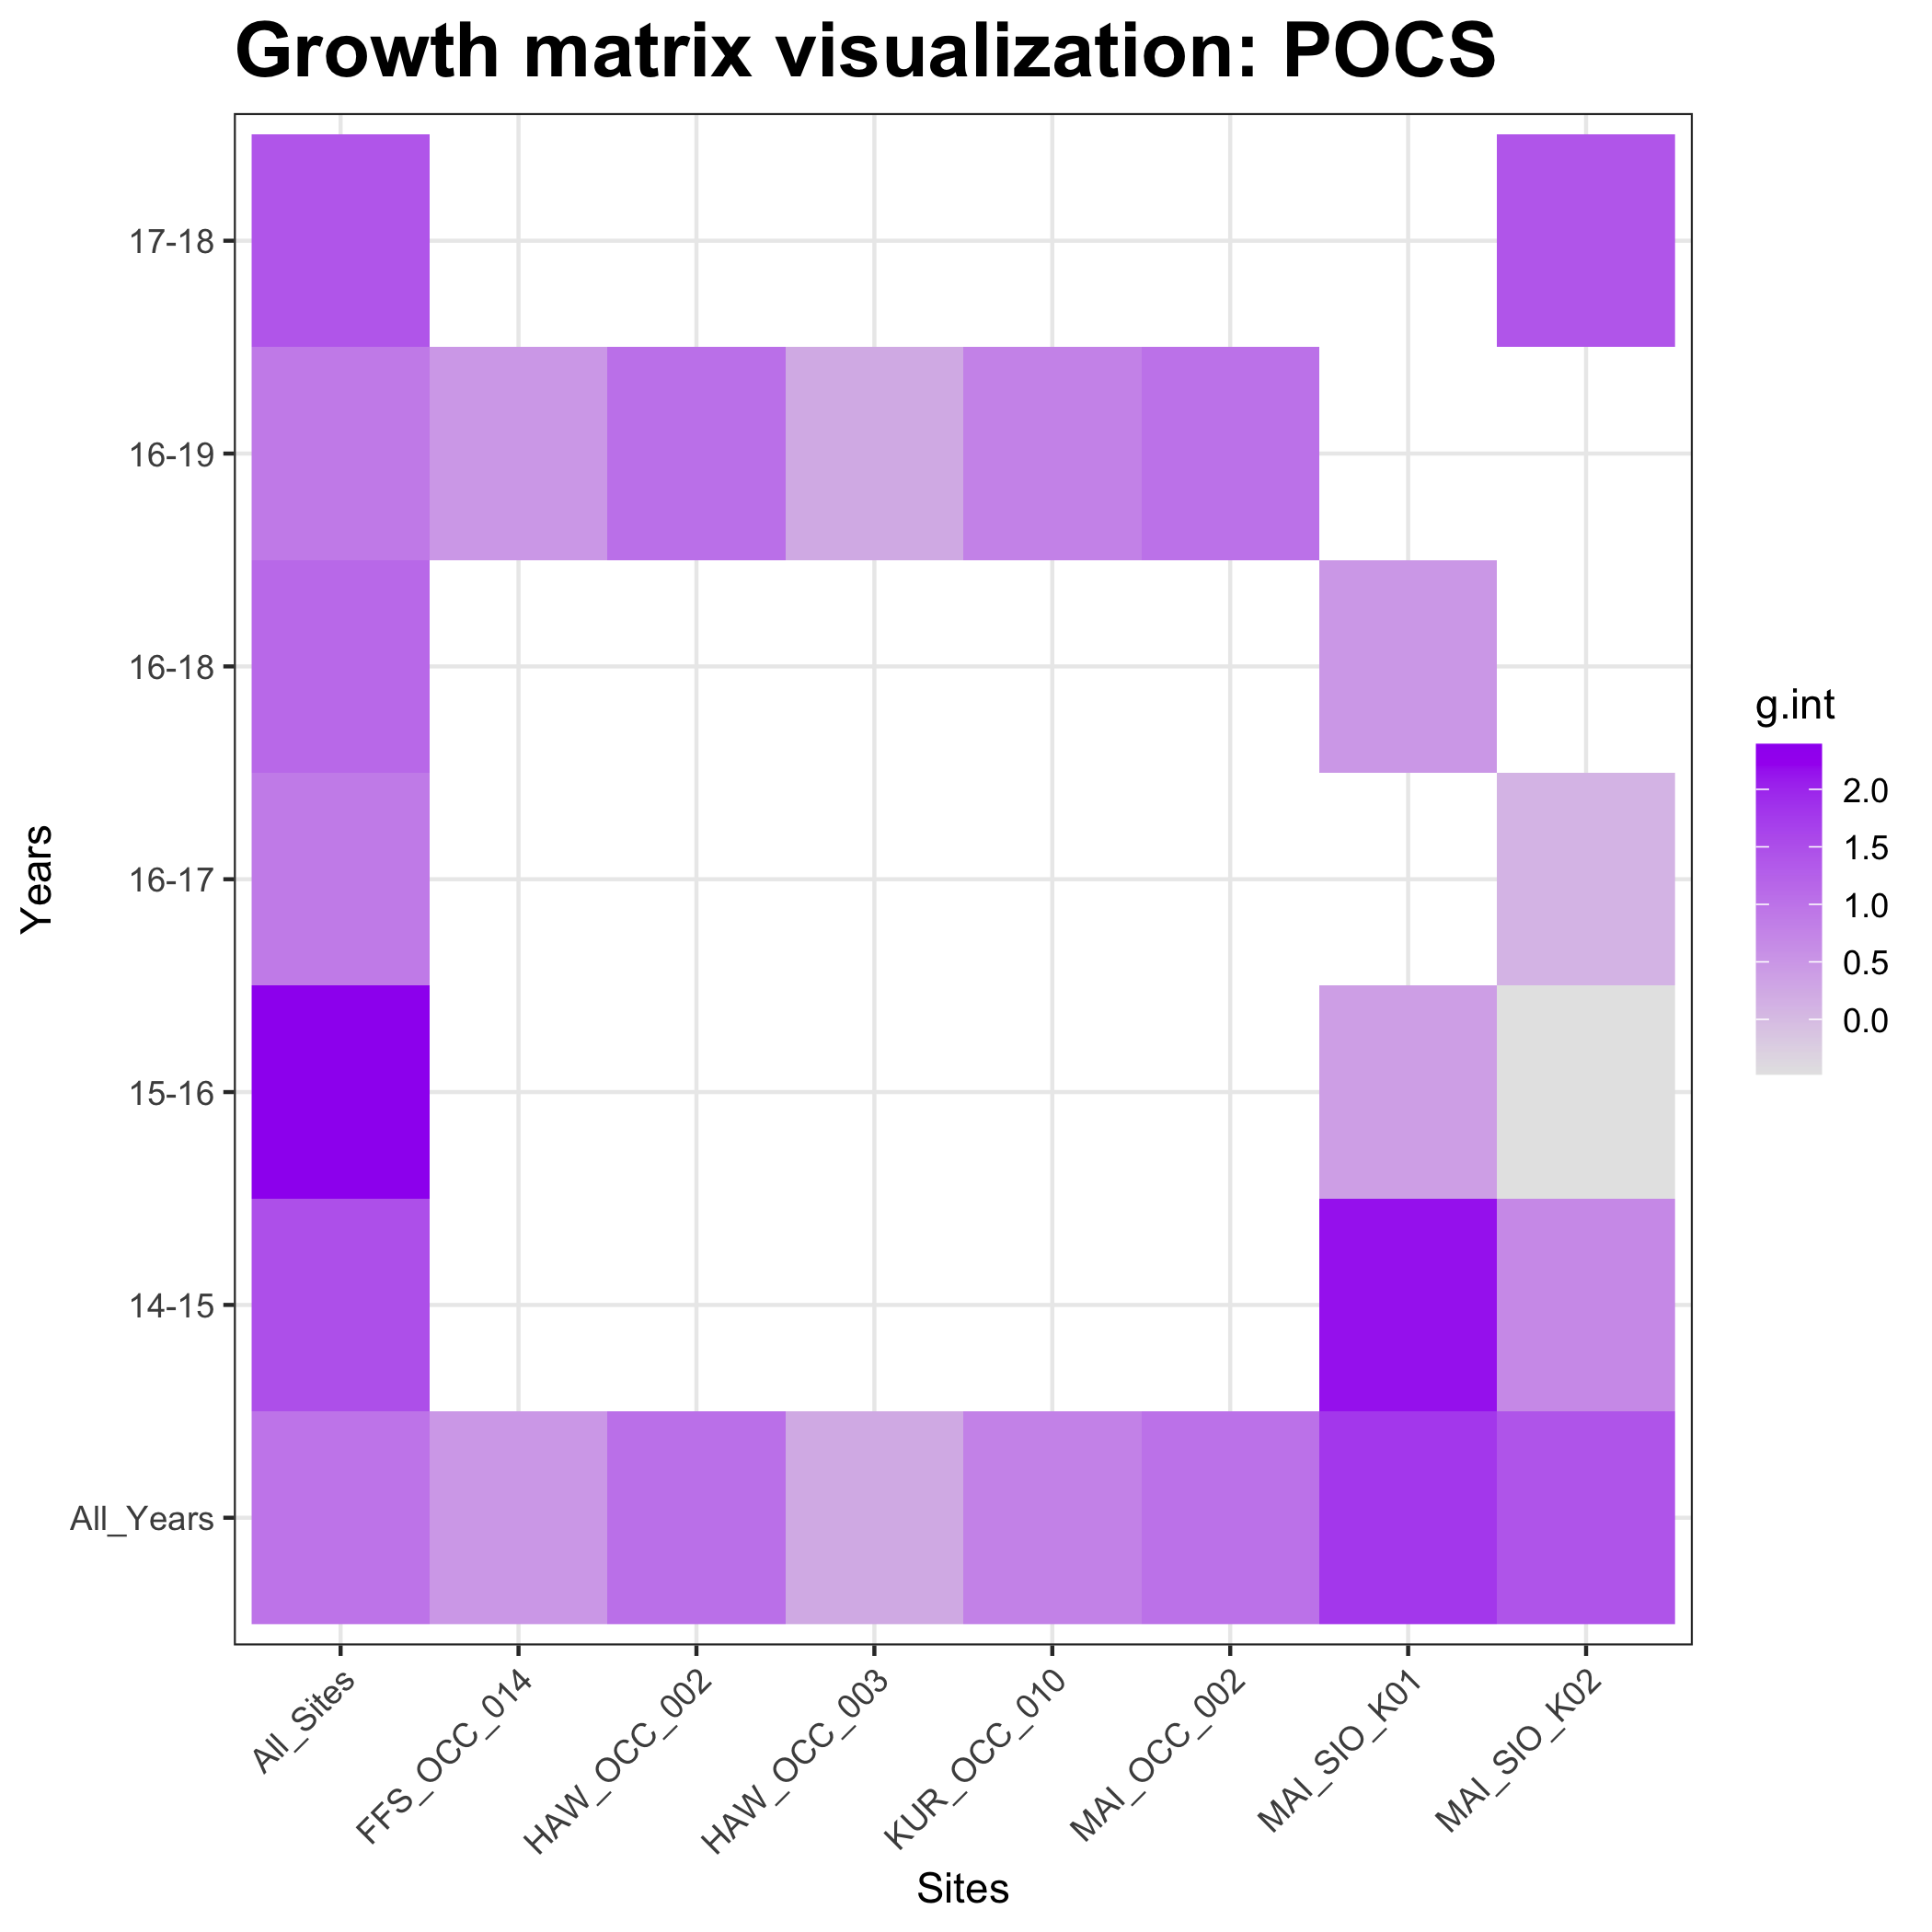 Growth matrix visualization: POCS
Years
17-18
16-19
16-18
16-17
15-16
14-15
All_Years
g.int
2.0
1.5
1.0
0.5
0.0
All_Sites
FFS_OCC_014
HAW_OCC_002
HAW_OCC_003
KUR_OCC_010
MAI_OCC_002
MAI_SIO_K01
MAI_SIO_K02
Sites